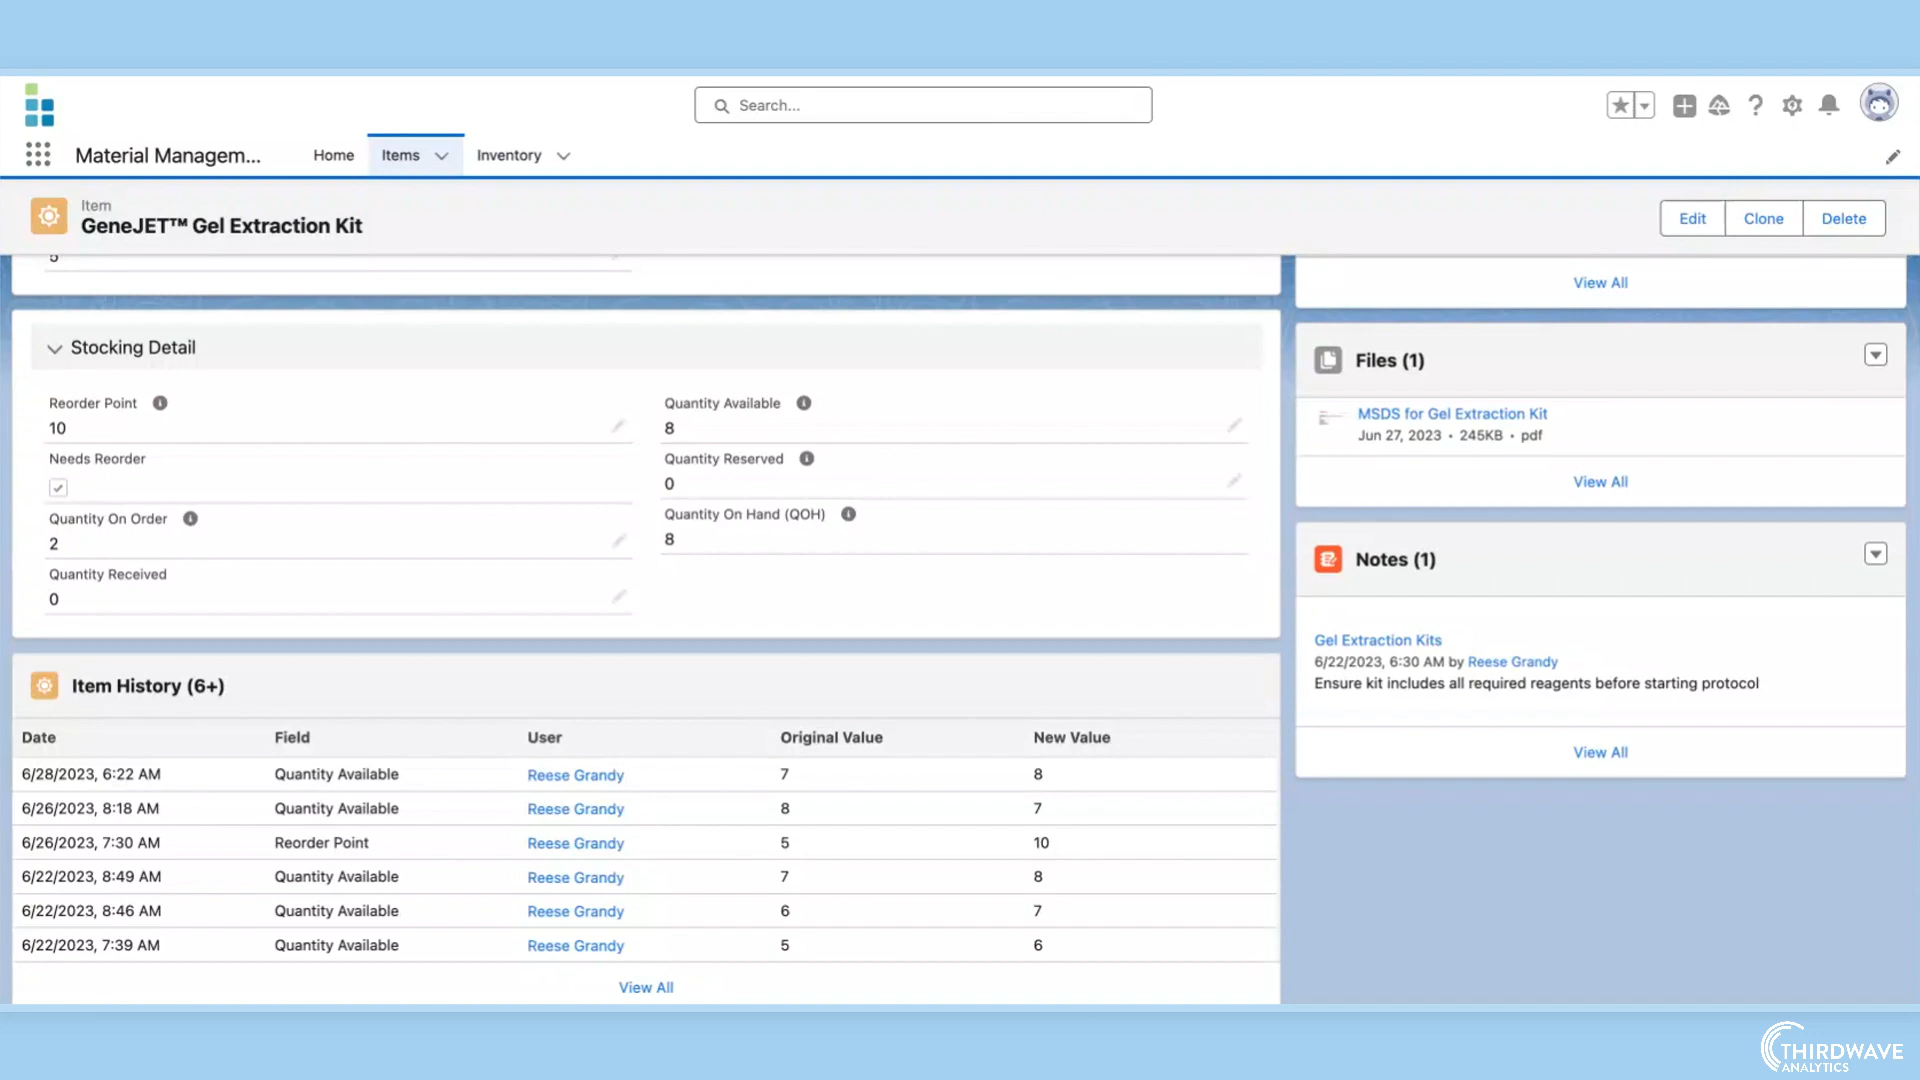 Search...
Material Managem...
Home
Items
Inventory
Item
GeneJET™ Gel Extraction Kit
Edit
Clone
Delete
5
View All
Stocking Detail
Reorder Point
10
Needs Reorder
Quantity On Order
2
Quantity Received
0
Quantity Available
8
Quantity Reserved
0
Quantity On Hand (QOH)
8
Files (1)
MSDS for Gel Extraction Kit
Jun 27, 2023 • 245KB • pdf
View All
Notes (1)
Gel Extraction Kits
6/22/2023, 6:30 AM by Reese Grandy
Ensure kit includes all required reagents before starting protocol
View All
Item History (6+)
Date Field User Original Value New Value
6/28/2023, 6:22 AM Quantity Available Reese Grandy 7 8
6/26/2023, 8:18 AM Quantity Available Reese Grandy 8 7
6/26/2023, 7:30 AM Reorder Point Reese Grandy 5 10
6/22/2023, 8:49 AM Quantity Available Reese Grandy 7 8
6/22/2023, 8:46 AM Quantity Available Reese Grandy 6 7
6/22/2023, 7:39 AM Quantity Available Reese Grandy 5 6
View All
THIRDWAVE
ANALYTICS